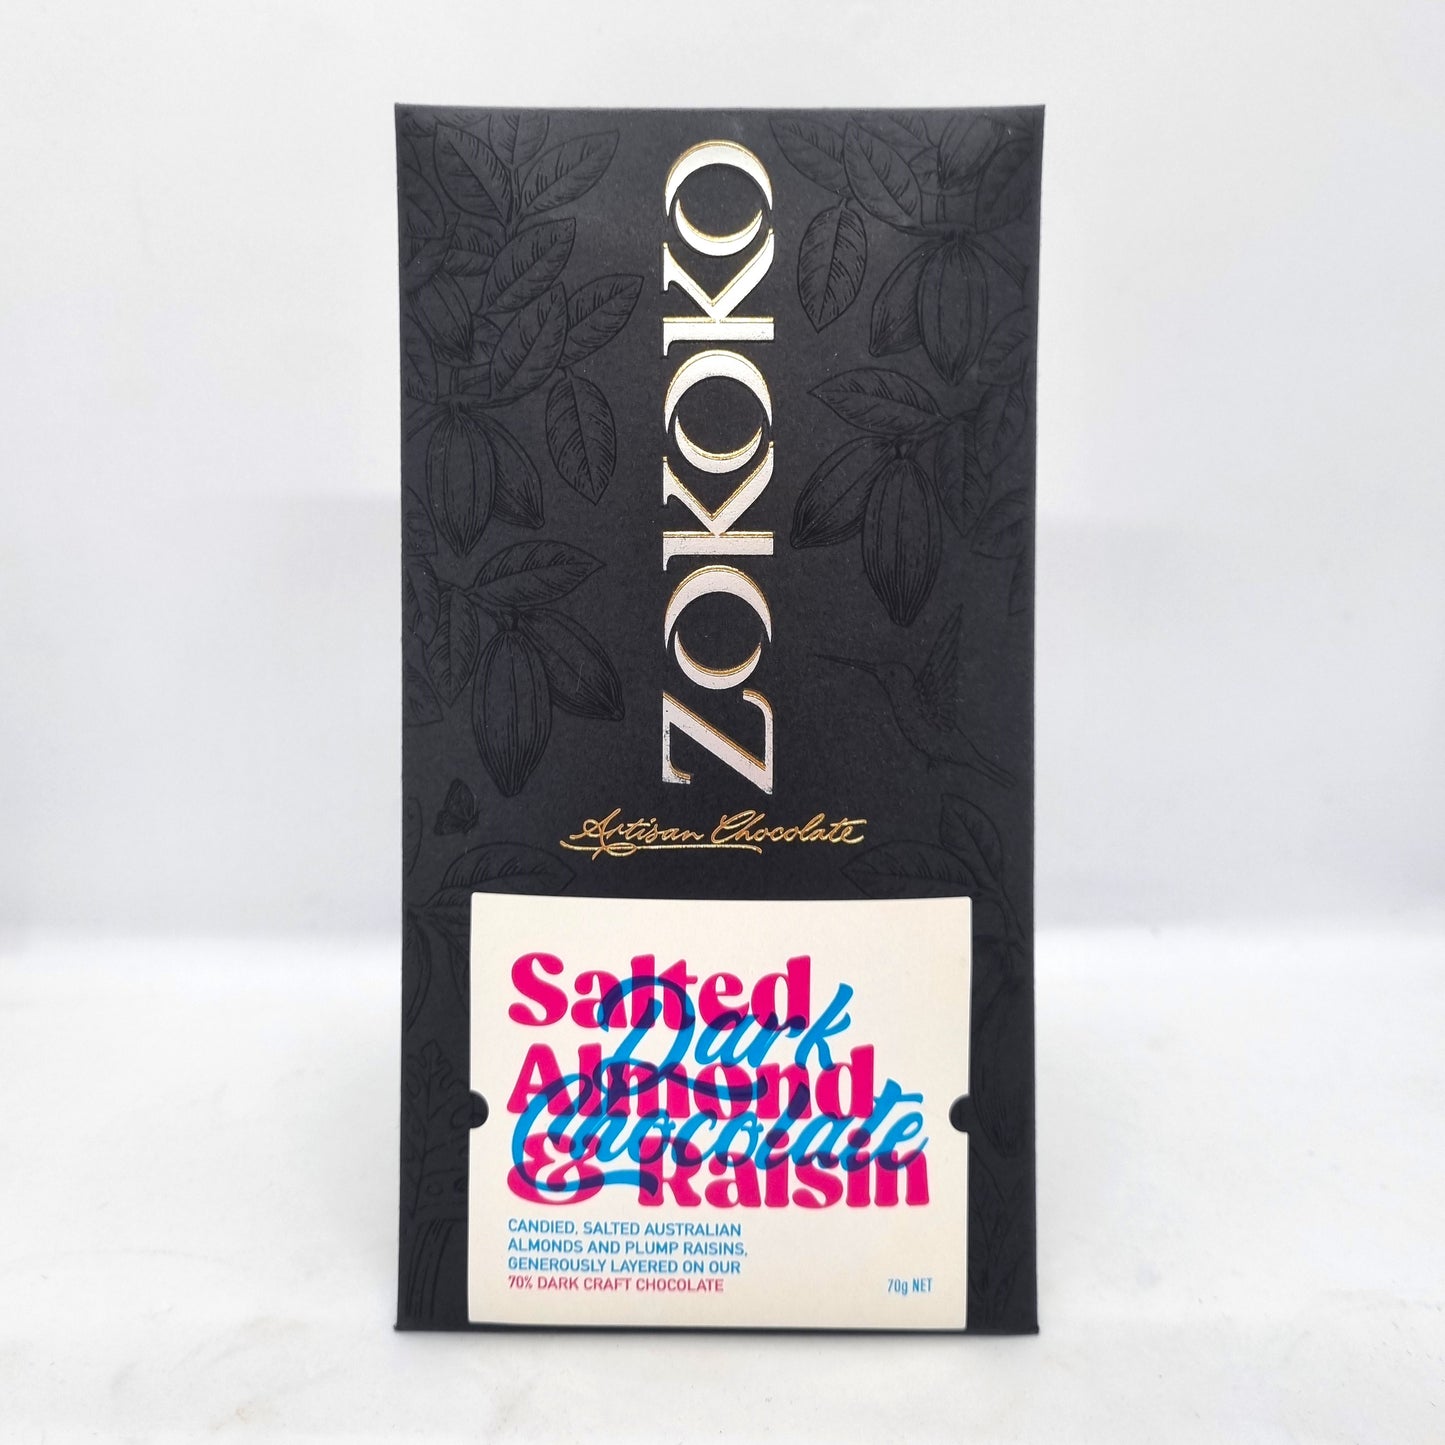 ZOKOKO
Artisan Chocolate
Salted
Dark
Almond
Chocolate
& Raisin
CANDIED, SALTED AUSTRALIAN
ALMONDS AND PLUMP RAISINS,
GENEROUSLY LAYERED ON OUR
70% DARK CRAFT CHOCOLATE
70g NET